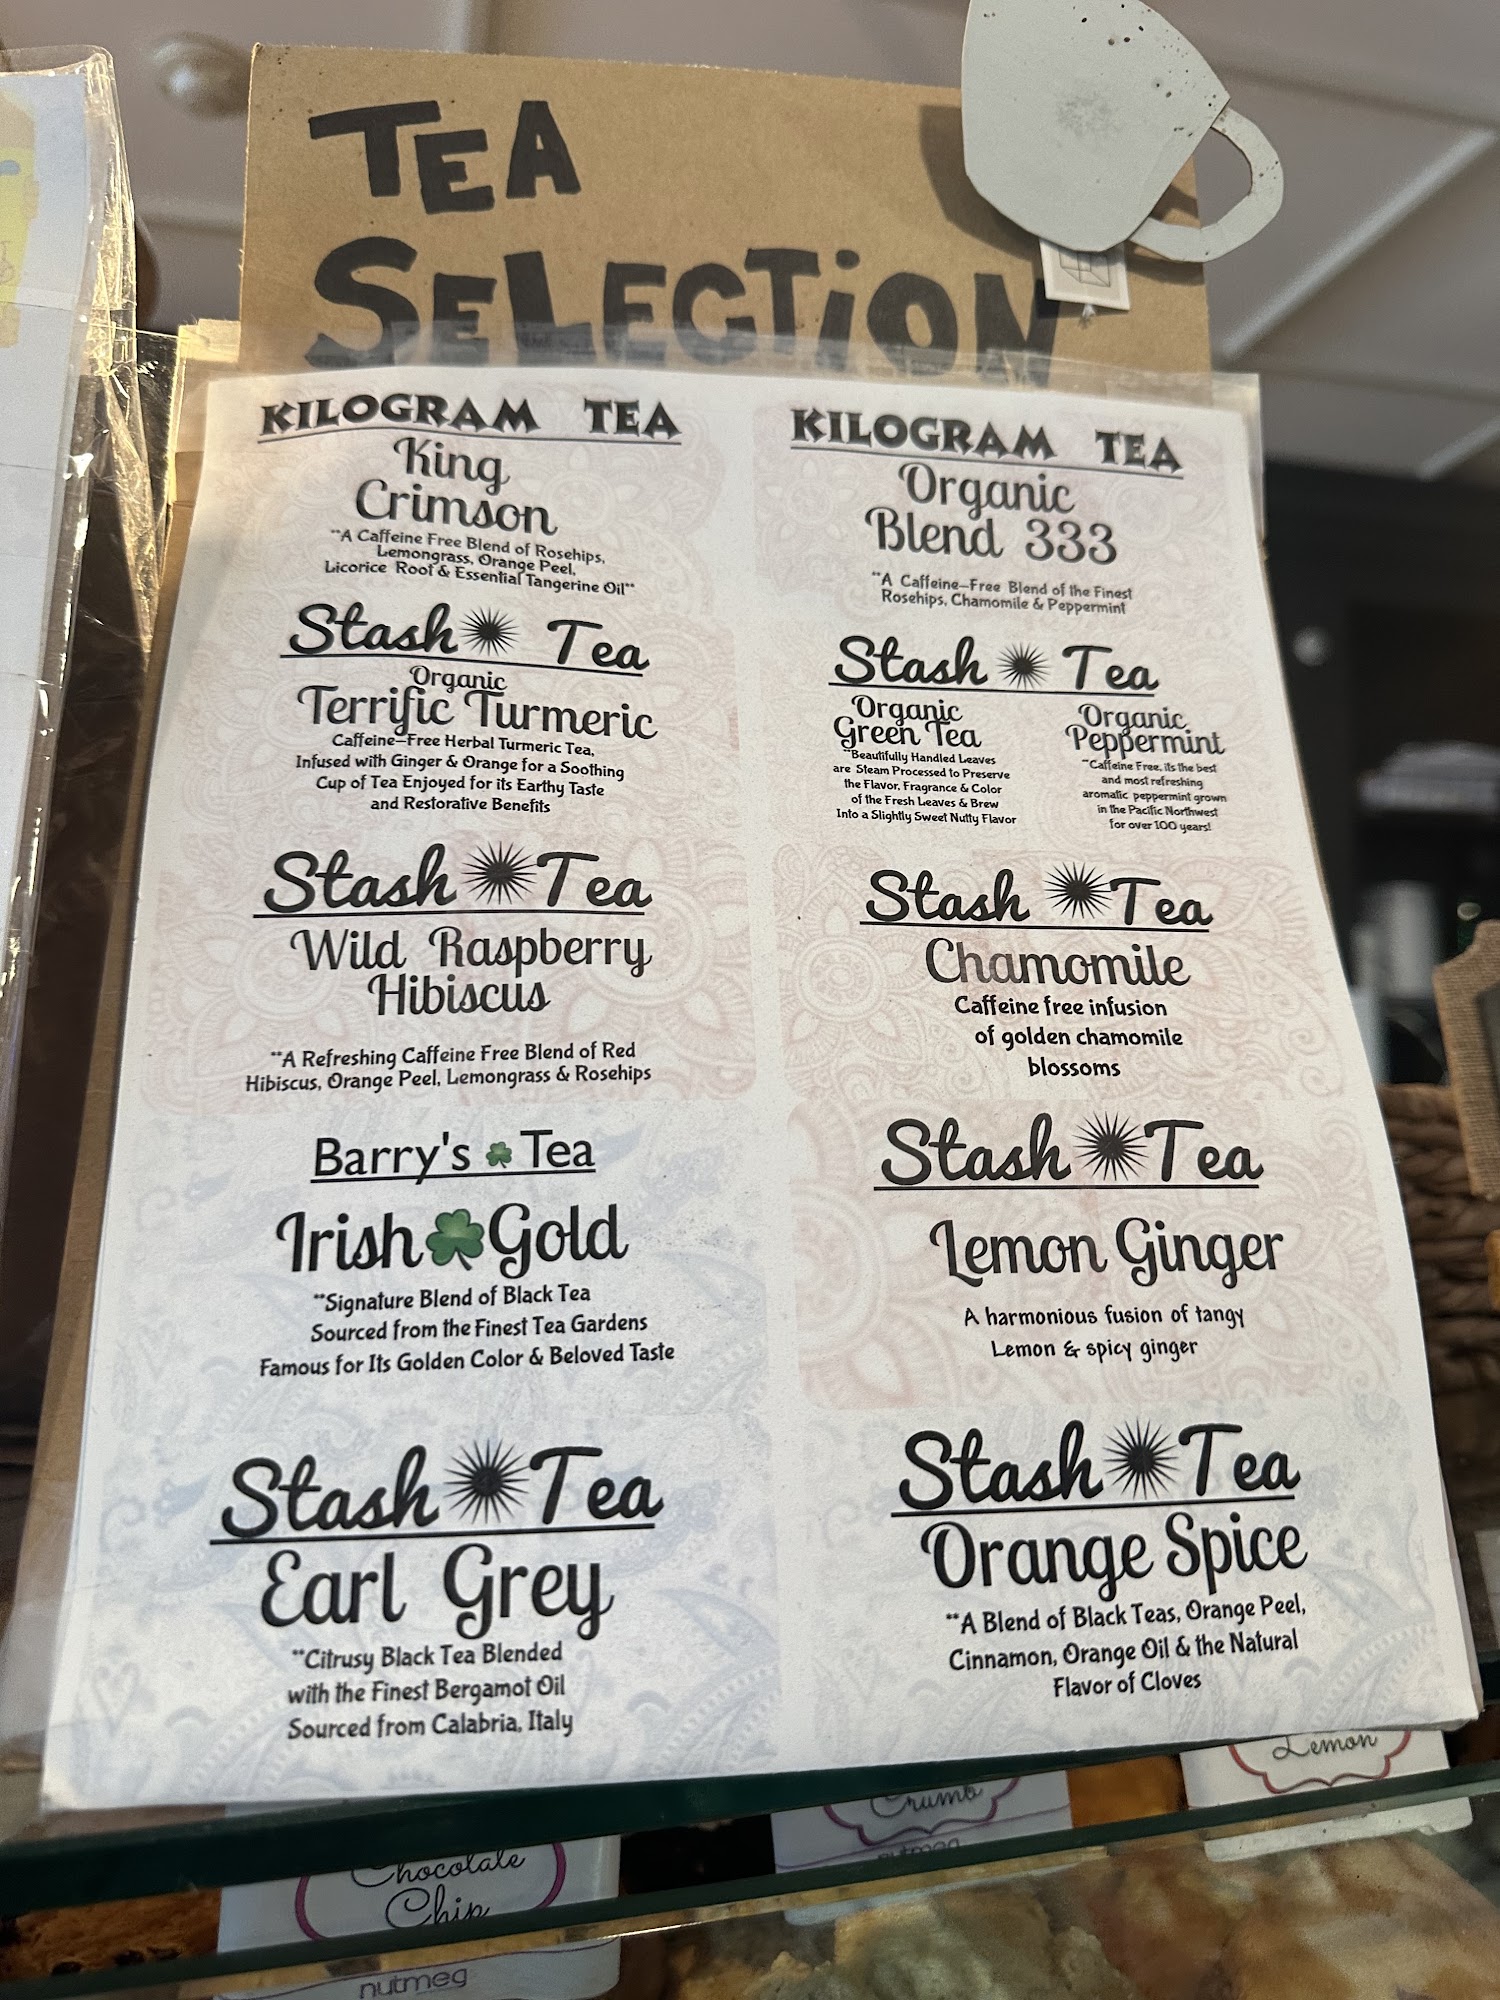 TEA
SELECTION
KILOGRAM TEA
King
Crimson
**A Caffeine Free Blend of Rosehips,
Lemongrass, Orange Peel,
Licorice Root & Essential Tangerine Oil**
Stash Tea
Organic
Terrific Turmeric
Caffeine-Free Herbal Turmeric Tea,
Infused with Ginger & Orange for a Soothing
Cup of Tea Enjoyed for its Earthy Taste
and Restorative Benefits
Stash Tea
Wild Raspberry
Hibiscus
**A Refreshing Caffeine Free Blend of Red
Hibiscus, Orange Peel, Lemongrass & Rosehips
Barry's Tea
Irish Gold
**Signature Blend of Black Tea
Sourced from the Finest Tea Gardens
Famous for Its Golden Color & Beloved Taste
Stash Tea
Earl Grey
**Citrusy Black Tea Blended
with the Finest Bergamot Oil
Sourced from Calabria, Italy
KILOGRAM TEA
Organic
Blend 333
**A Caffeine-Free Blend of the Finest
Rosehips, Chamomile & Peppermint
Stash Tea
Organic
Green Tea
**Beautifully Handled Leaves
are Steam Processed to Preserve
the Flavor, Fragrance & Color
of the Fresh Leaves & Brew
Into a Slightly Sweet Nutty Flavor
Organic
Peppermint
**Caffeine Free, its the best
and most refreshing
aromatic peppermint grown
in the Pacific Northwest
for over 100 years!
Stash Tea
Chamomile
Caffeine free infusion
of golden chamomile
blossoms
Stash Tea
Lemon Ginger
A harmonious fusion of tangy
Lemon & spicy ginger
Stash Tea
Orange Spice
**A Blend of Black Teas, Orange Peel,
Cinnamon, Orange Oil & the Natural
Flavor of Cloves
Chocolate
Chip
nutmeg
Crumb
nutmeg
Lemon